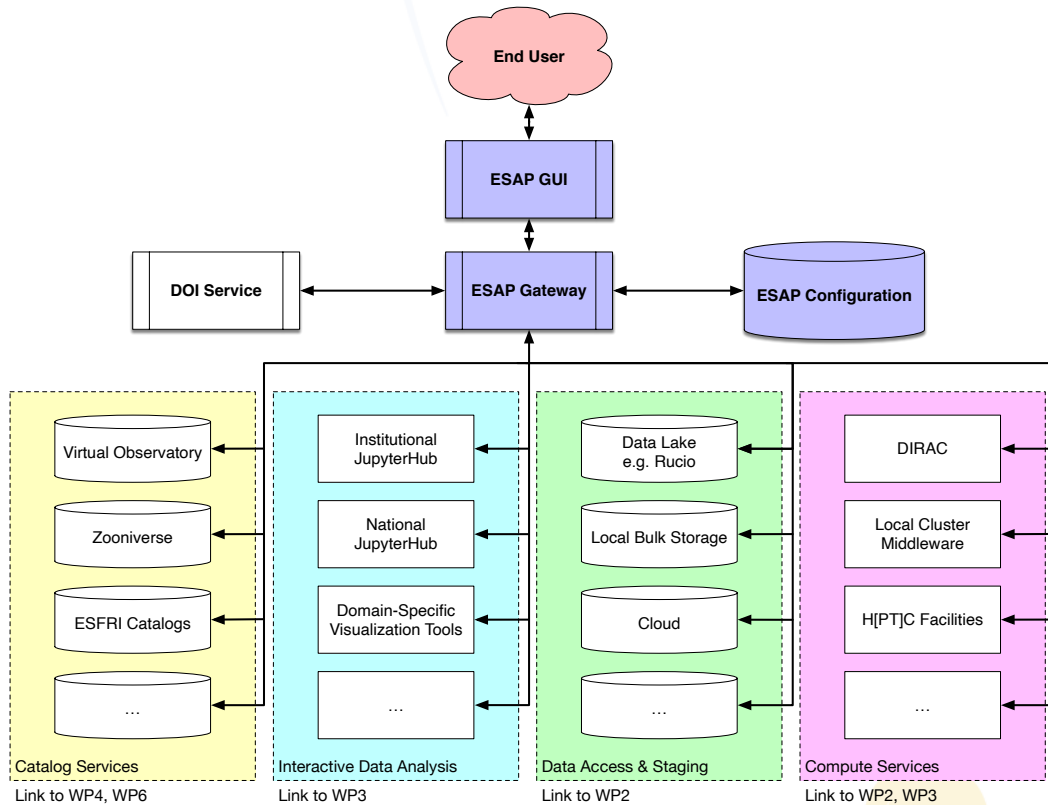 End User
ESAP GUI
DOI Service
ESAP Gateway
ESAP Configuration
Virtual Observatory
Zooniverse
ESFRI Catalogs
...
Catalog Services
Link to WP4, WP6
Institutional
JupyterHub
National
JupyterHub
Domain-Specific
Visualization Tools
...
Interactive Data Analysis
Link to WP3
Data Lake
e.g. Rucio
Local Bulk Storage
Cloud
...
Data Access & Staging
Link to WP2
DIRAC
Local Cluster
Middleware
H[PT]C Facilities
...
Compute Services
Link to WP2, WP3